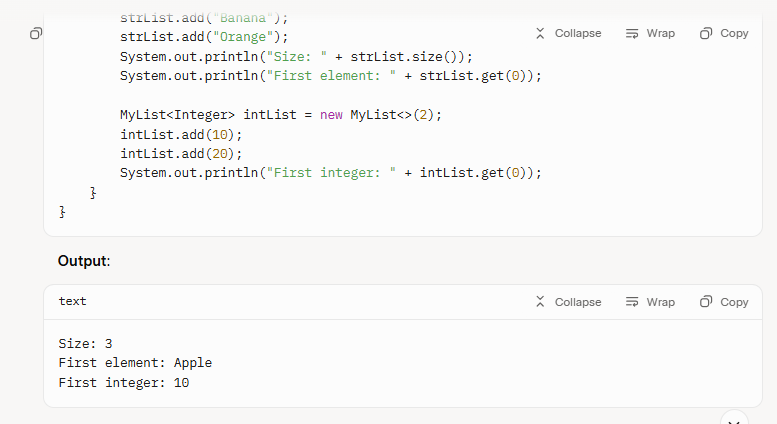 strList.add("Banana");
strList.add("Orange");
Collapse Wrap Copy
System.out.println("Size: " + strList.size());
System.out.println("First element: " + strList.get(0));
MyList<Integer> intList = new MyList<>(2);
intList.add(10);
intList.add(20);
System.out.println("First integer: " + intList.get(0));
}
}
Output:
text
Collapse Wrap Copy
Size: 3
First element: Apple
First integer: 10